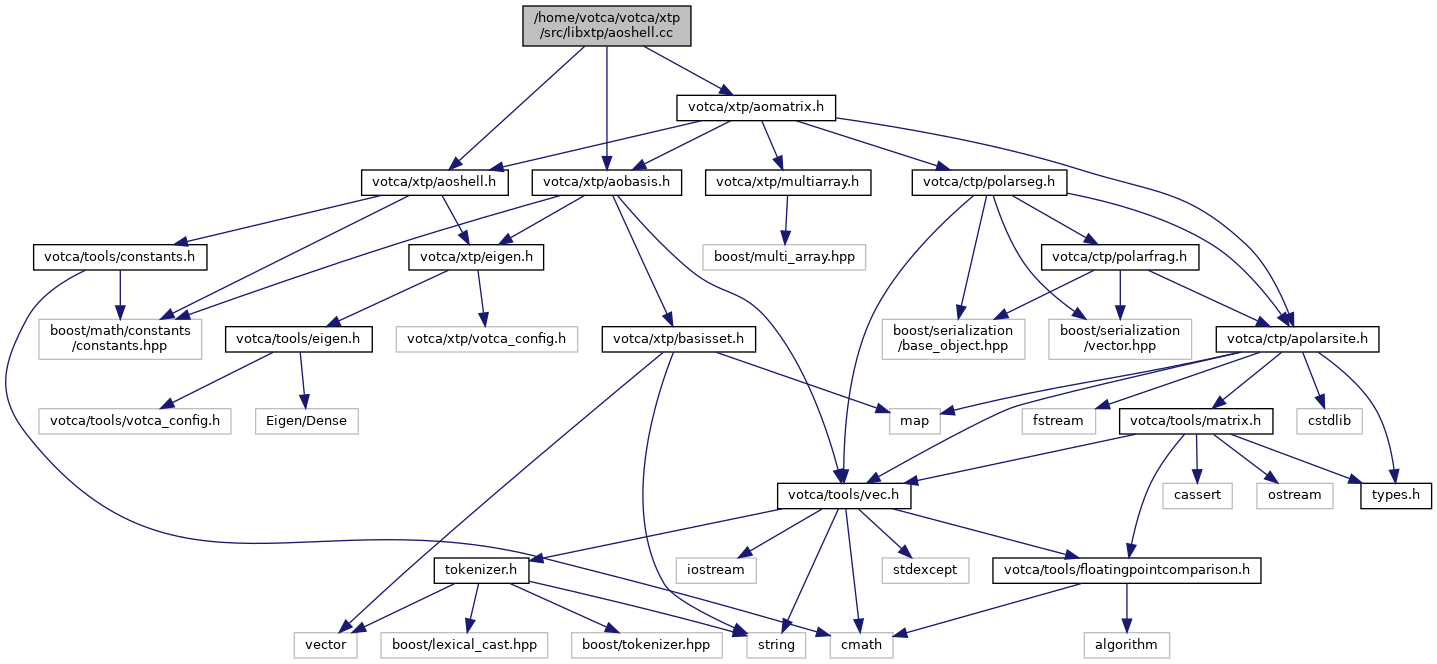 /home/votca/votca/xtp
/src/libxtp/aoshell.cc
votca/xtp/aomatrix.h
votca/xtp/aoshell.h
votca/xtp/aobasis.h
votca/xtp/multiarray.h
votca/ctp/polarseg.h
votca/tools/constants.h
votca/xtp/eigen.h
boost/multi_array.hpp
votca/ctp/polarfrag.h
boost/math/constants
/constants.hpp
votca/tools/eigen.h
votca/xtp/votca_config.h
votca/xtp/basisset.h
boost/serialization
/base_object.hpp
boost/serialization
/vector.hpp
votca/ctp/apolarsite.h
votca/tools/votca_config.h
Eigen/Dense
map
fstream
votca/tools/matrix.h
cstdlib
votca/tools/vec.h
cassert
ostream
types.h
tokenizer.h
iostream
stdexcept
votca/tools/floatingpointcomparison.h
vector
boost/lexical_cast.hpp
boost/tokenizer.hpp
string
cmath
algorithm